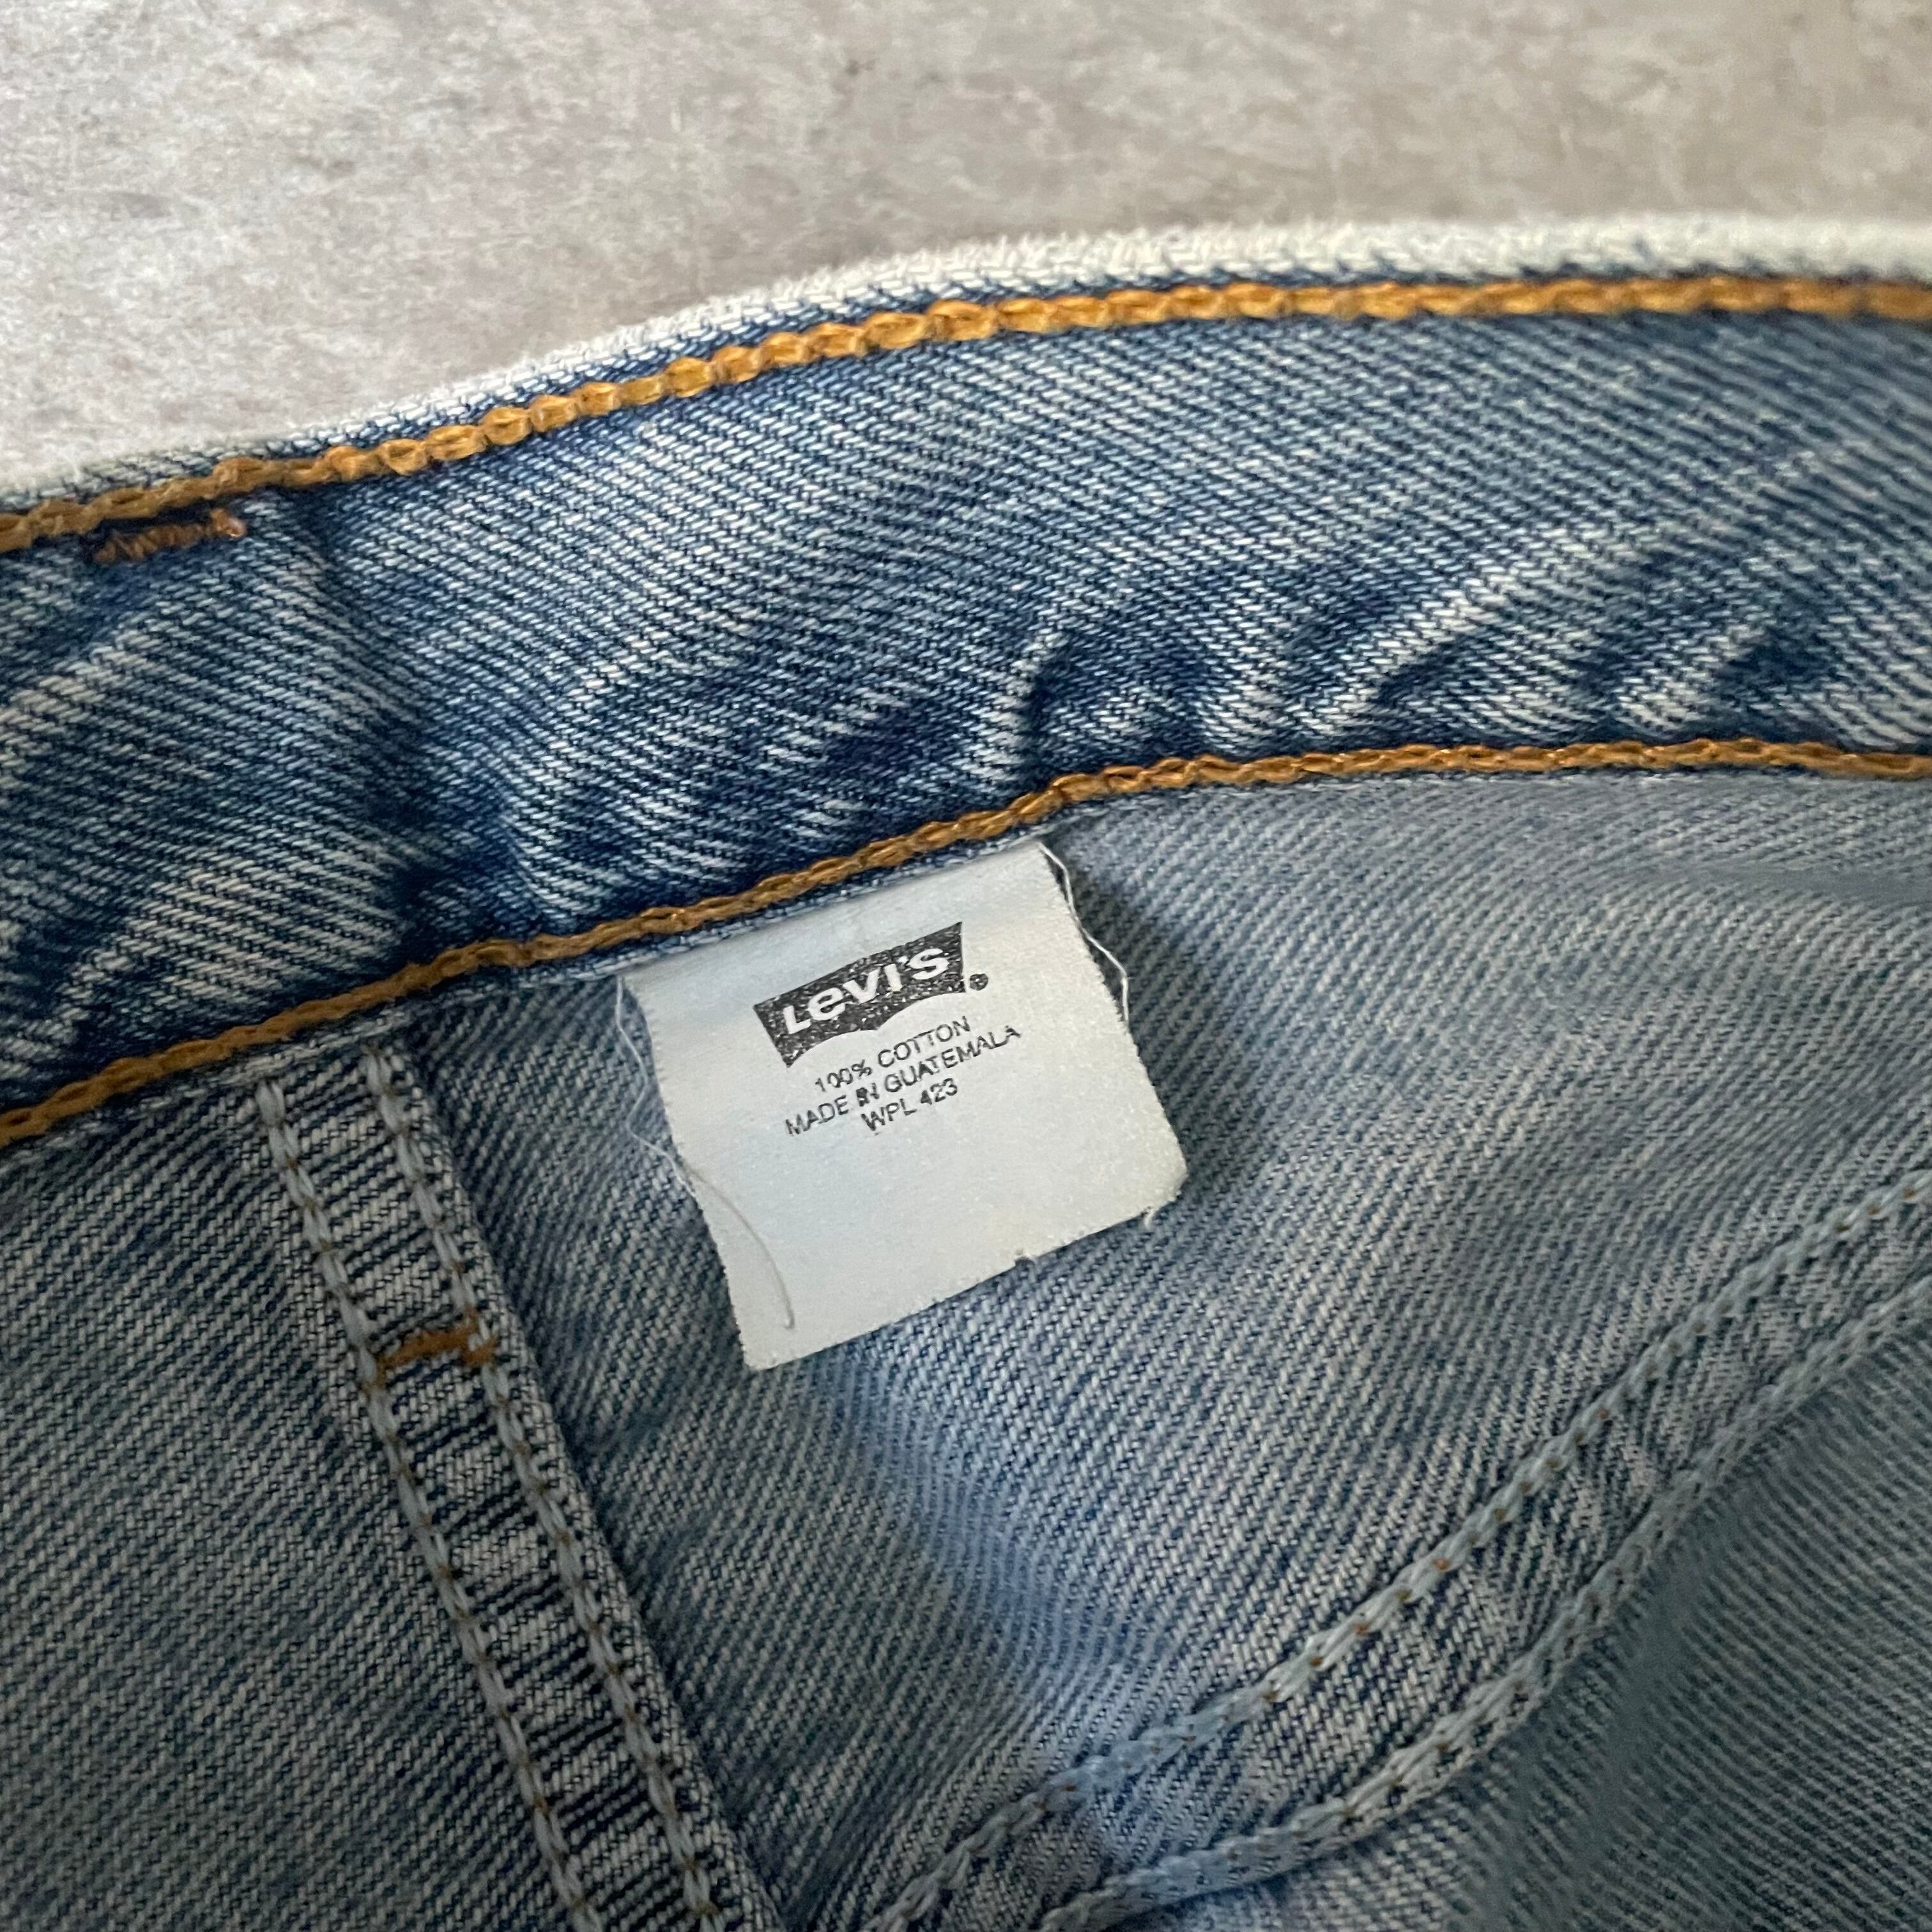 Levi's
100% COTTON
MADE IN GUATEMALA
WPL 423